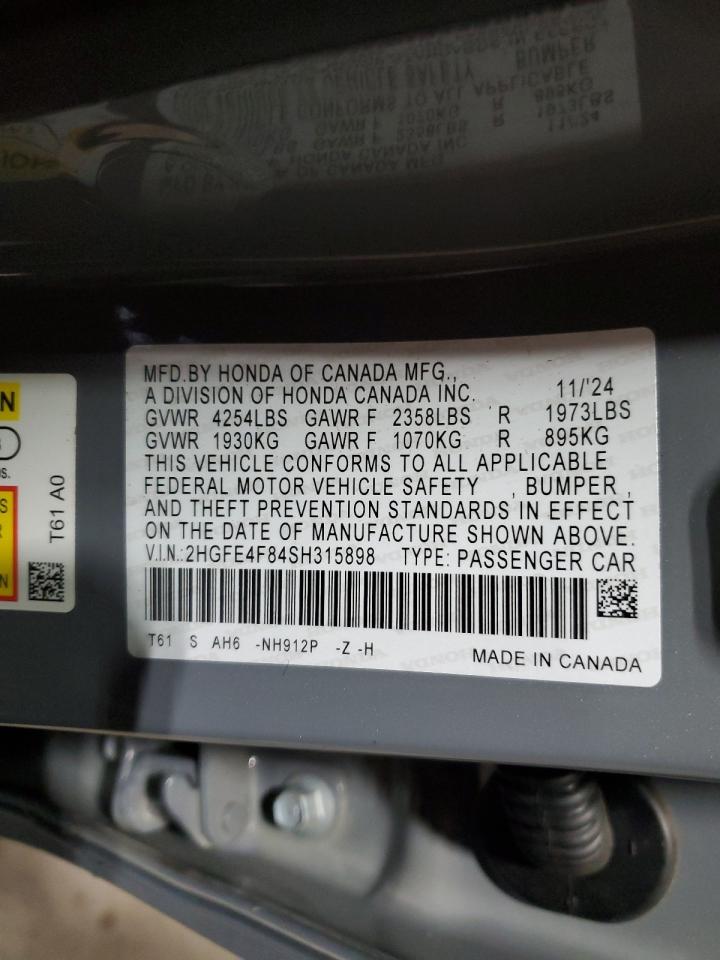 MFD.BY HONDA OF CANADA MFG.,
A DIVISION OF HONDA CANADA INC. 11/'24
GVWR 4254LBS GAWR F 2358LBS R 1973LBS
GVWR 1930KG GAWR F 1070KG R 895KG
THIS VEHICLE CONFORMS TO ALL APPLICABLE
FEDERAL MOTOR VEHICLE SAFETY , BUMPER ,
AND THEFT PREVENTION STANDARDS IN EFFECT
ON THE DATE OF MANUFACTURE SHOWN ABOVE.
V.I.N.:2HGFE4F84SH315898 TYPE: PASSENGER CAR
T61 S AH6 -NH912P -Z -H
MADE IN CANADA
T61 A0